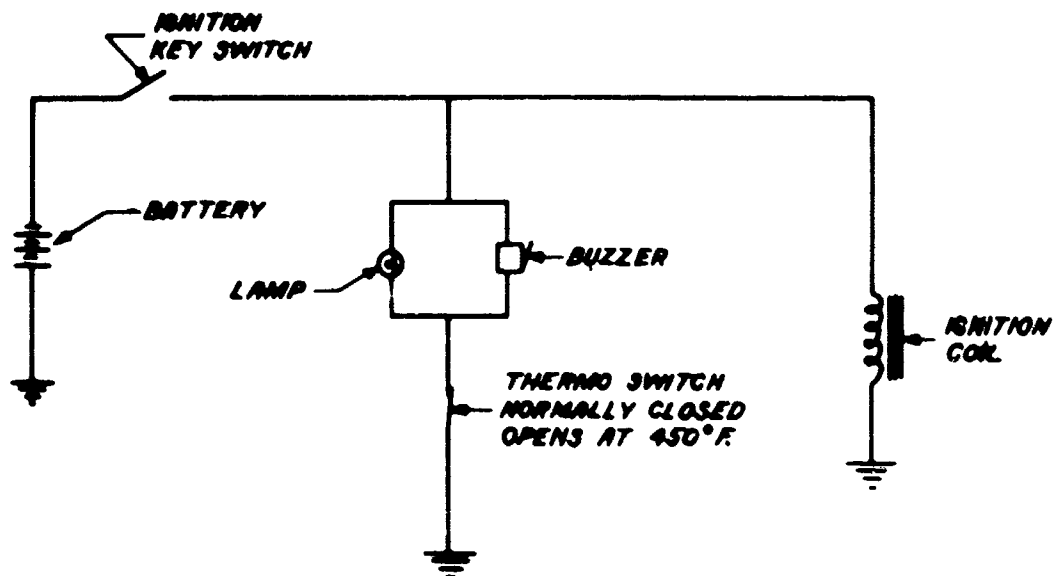 IGNITION
KEY SWITCH
BATTERY
LAMP
BUZZER
IGNITION
COIL
THERMO SWITCH
NORMALLY CLOSED
OPENS AT 450°F.